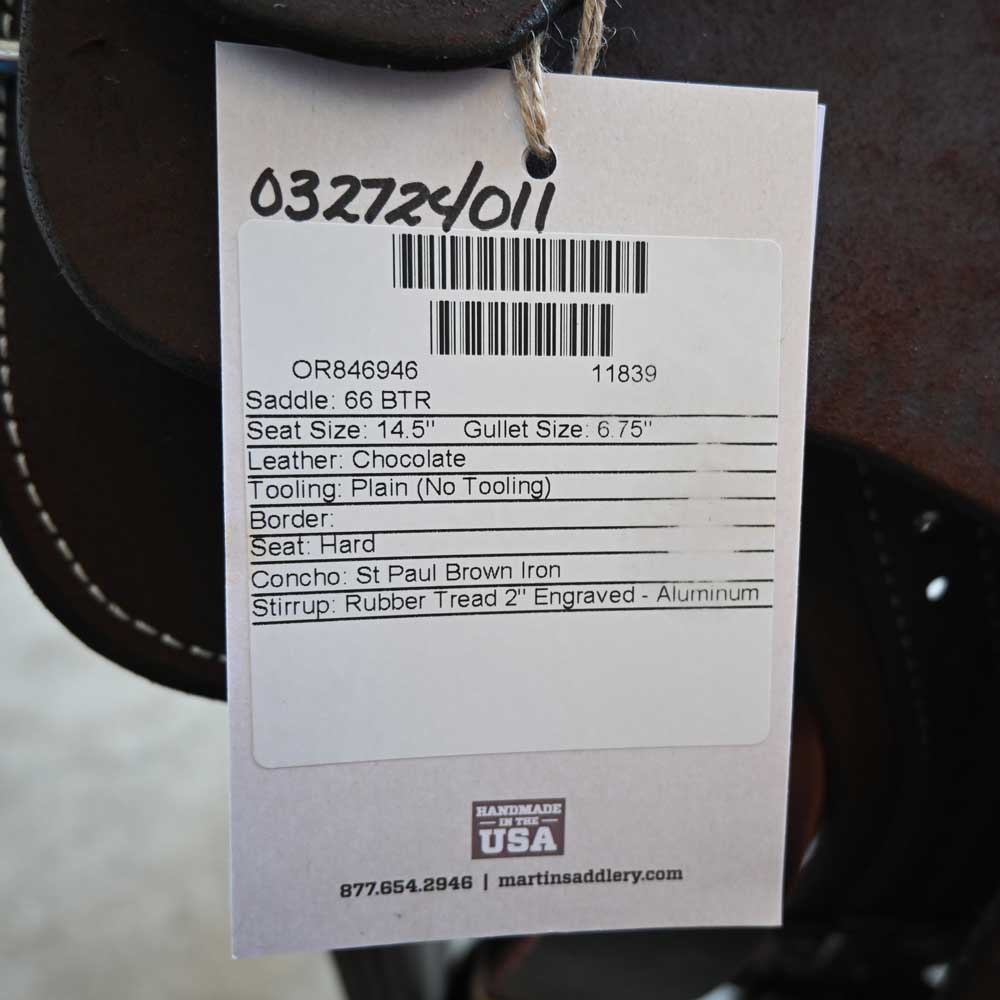 032724/011
OR846946 11839
Saddle: 66 BTR
Seat Size: 14.5" Gullet Size: 6.75"
Leather: Chocolate
Tooling: Plain (No Tooling)
Border:
Seat: Hard
Concho: St Paul Brown Iron
Stirrup: Rubber Tread 2" Engraved - Aluminum
HANDMADE
IN THE
USA
877.654.2946 | martinsaddlery.com